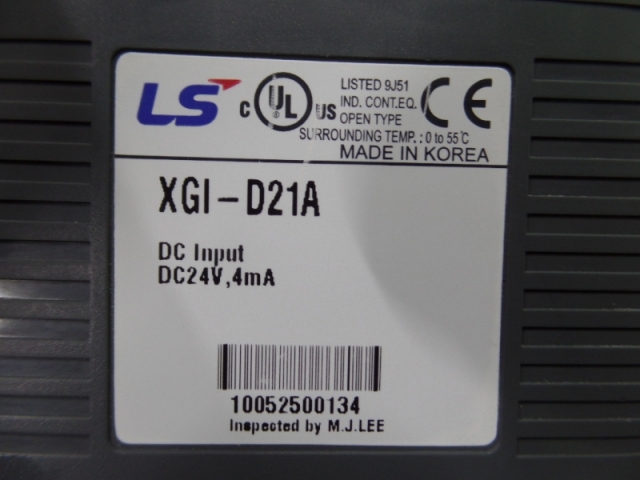 LS
C UL US
LISTED 9J51
IND. CONT.EQ.
OPEN TYPE
CE
SURROUNDING TEMP.: 0 to 55℃
MADE IN KOREA
XGI-D21A
DC Input
DC24V,4mA
10052500134
Inspected by M.J.LEE